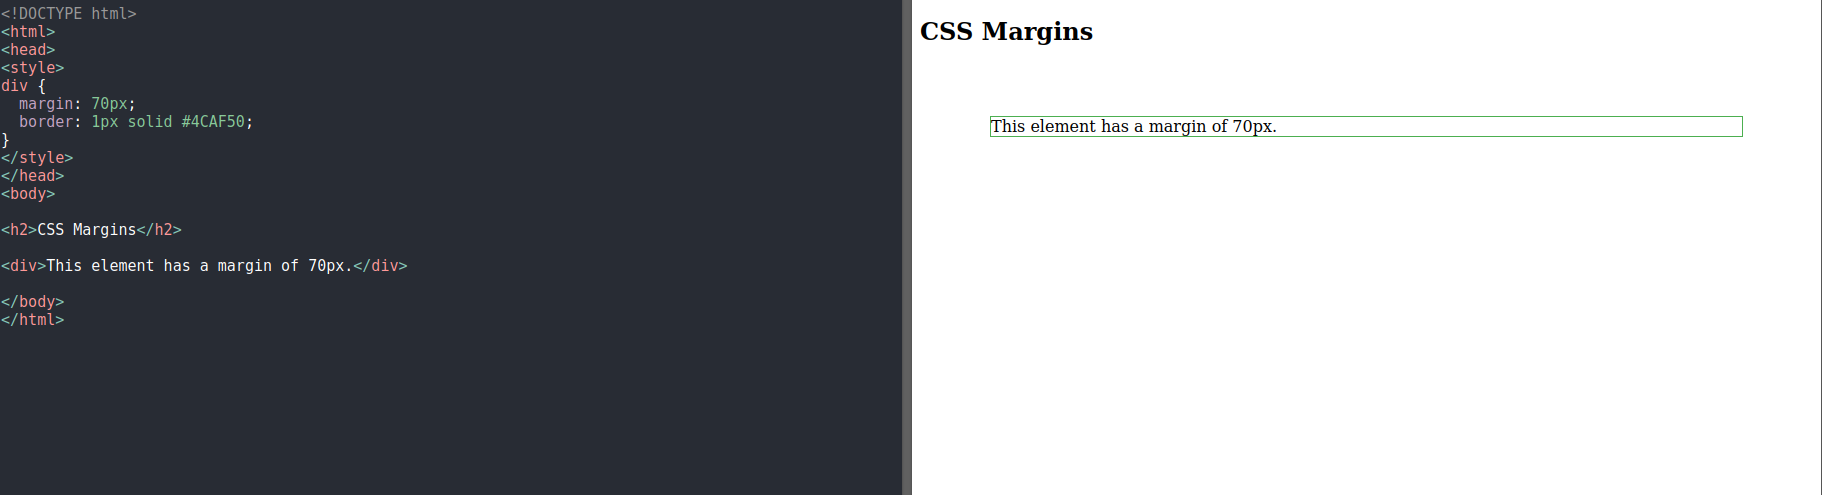 <!DOCTYPE html>
<html>
<head>
<style>
div {
  margin: 70px;
  border: 1px solid #4CAF50;
}
</style>
</head>
<body>

<h2>CSS Margins</h2>

<div>This element has a margin of 70px.</div>

</body>
</html>
CSS Margins
This element has a margin of 70px.